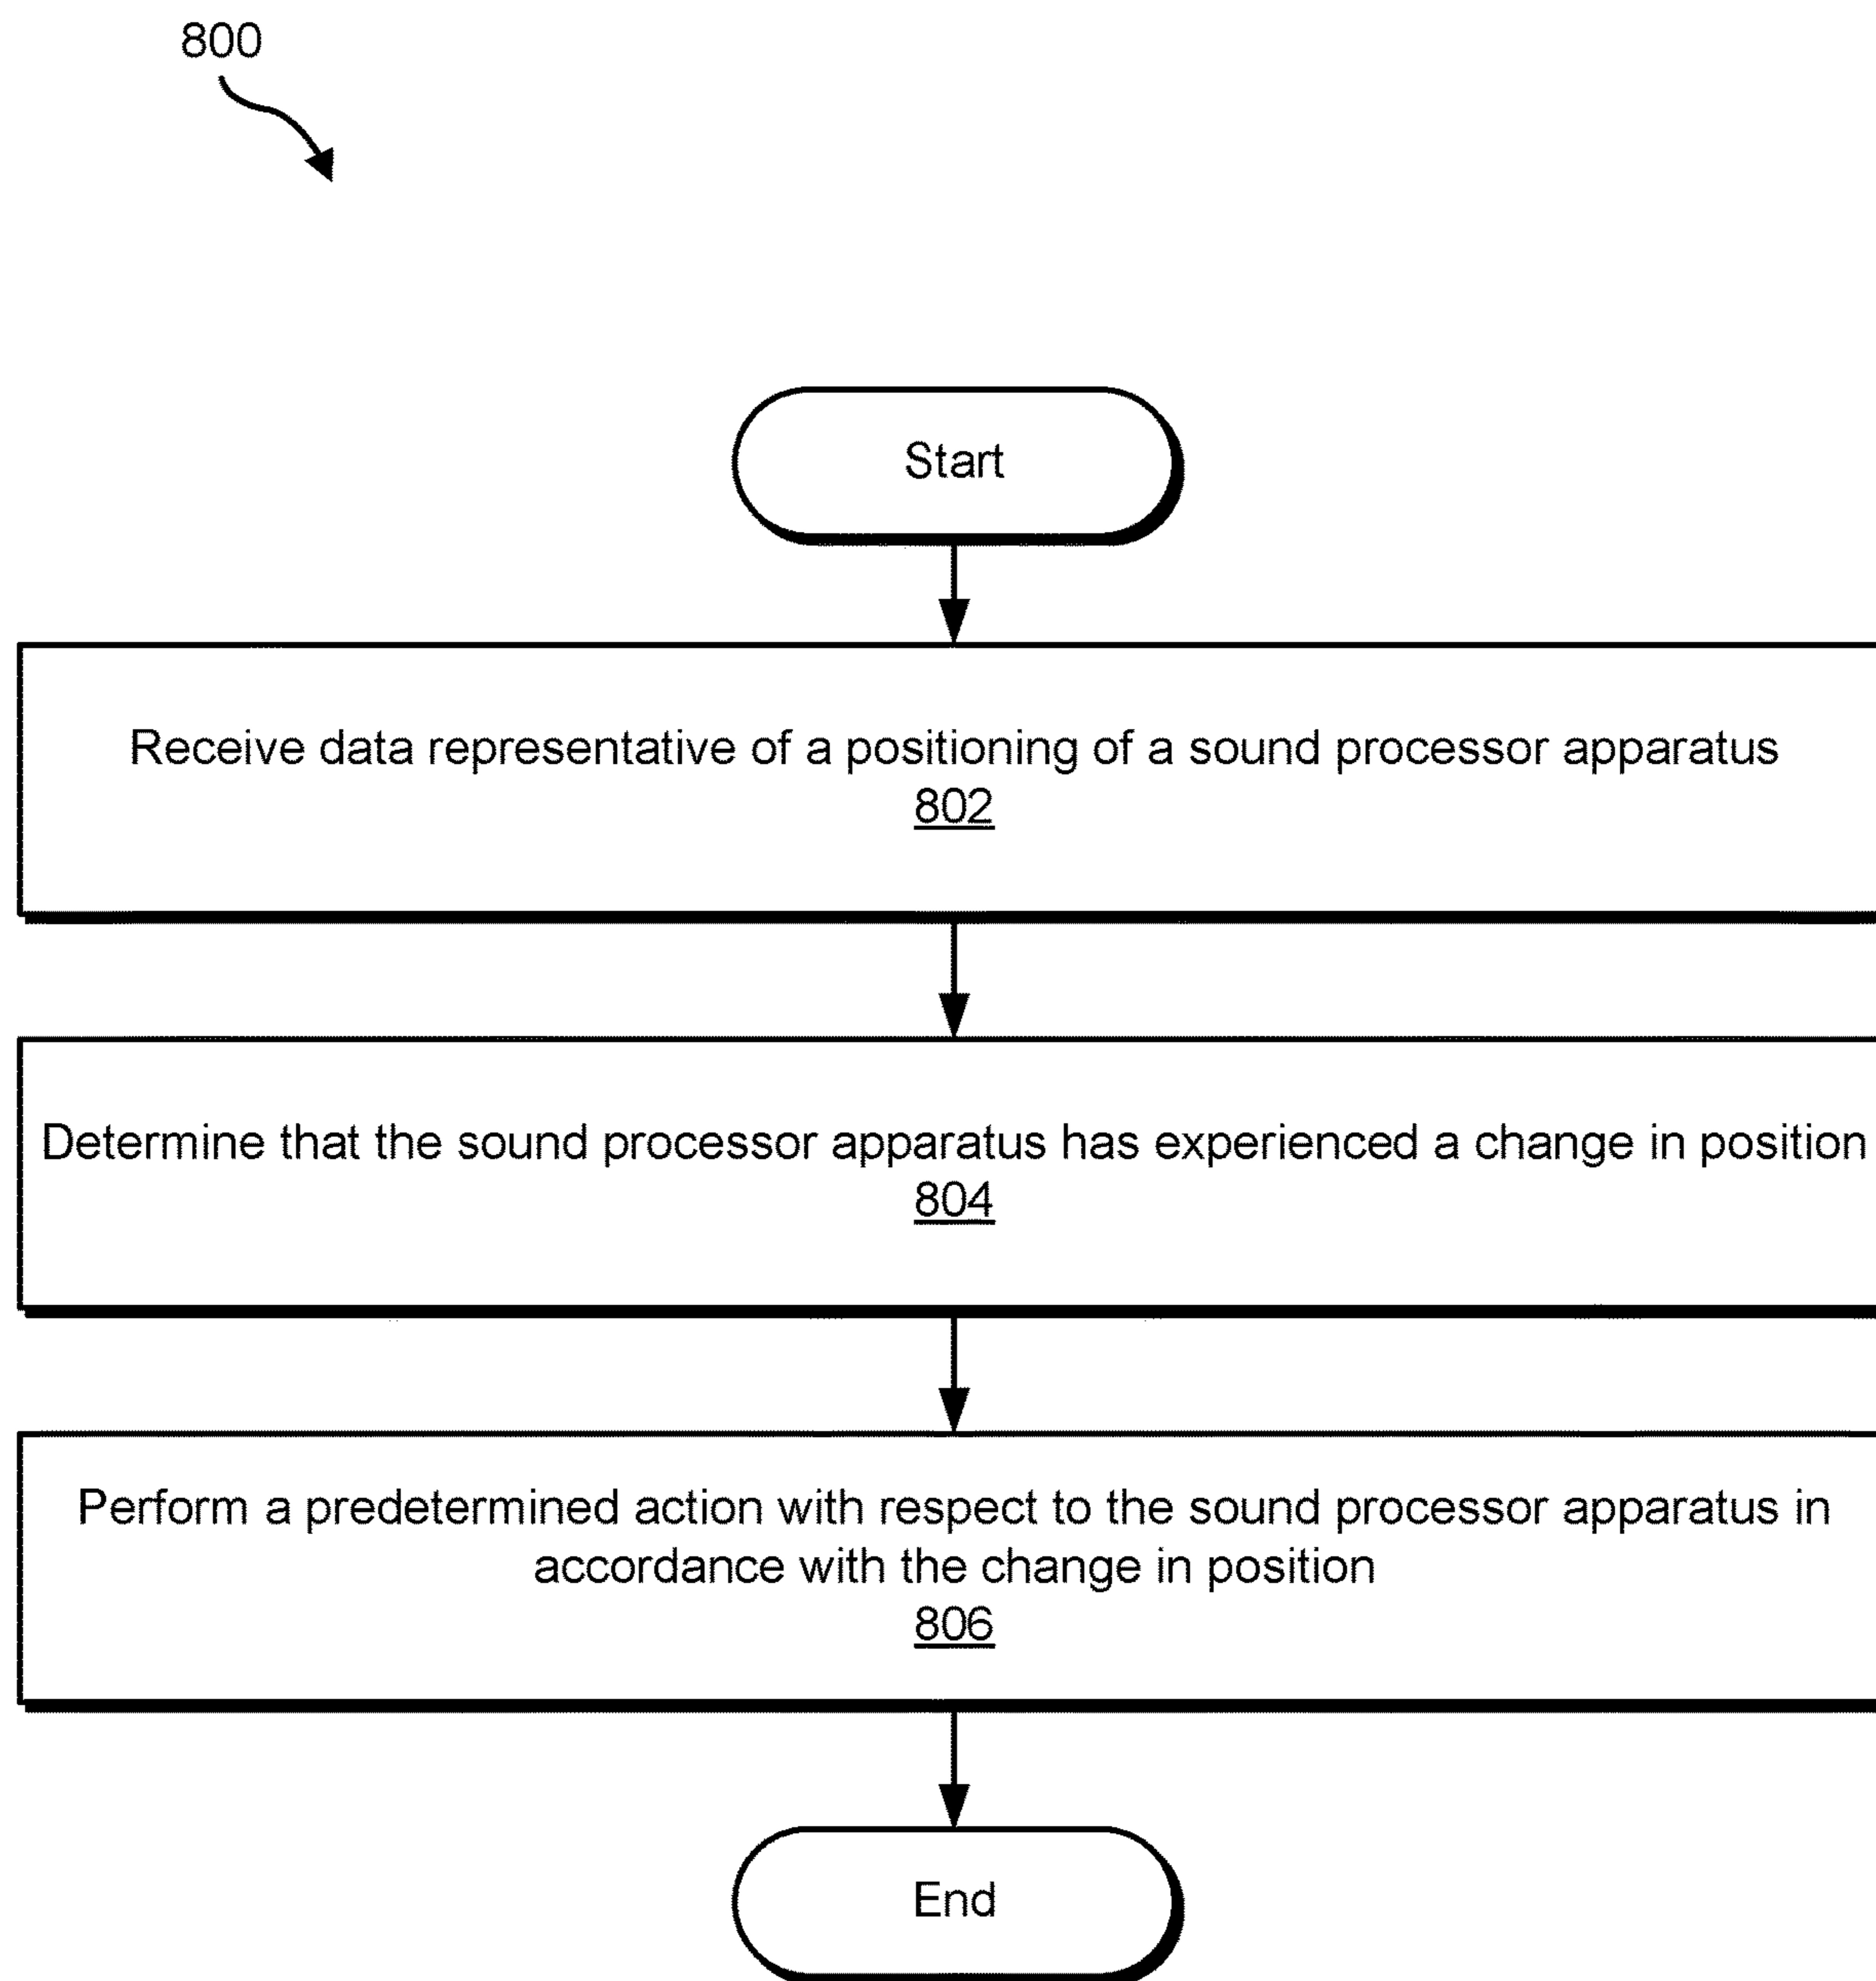 800
Start
Receive data representative of a positioning of a sound processor apparatus
802
Determine that the sound processor apparatus has experienced a change in position
804
Perform a predetermined action with respect to the sound processor apparatus in
accordance with the change in position
806
End